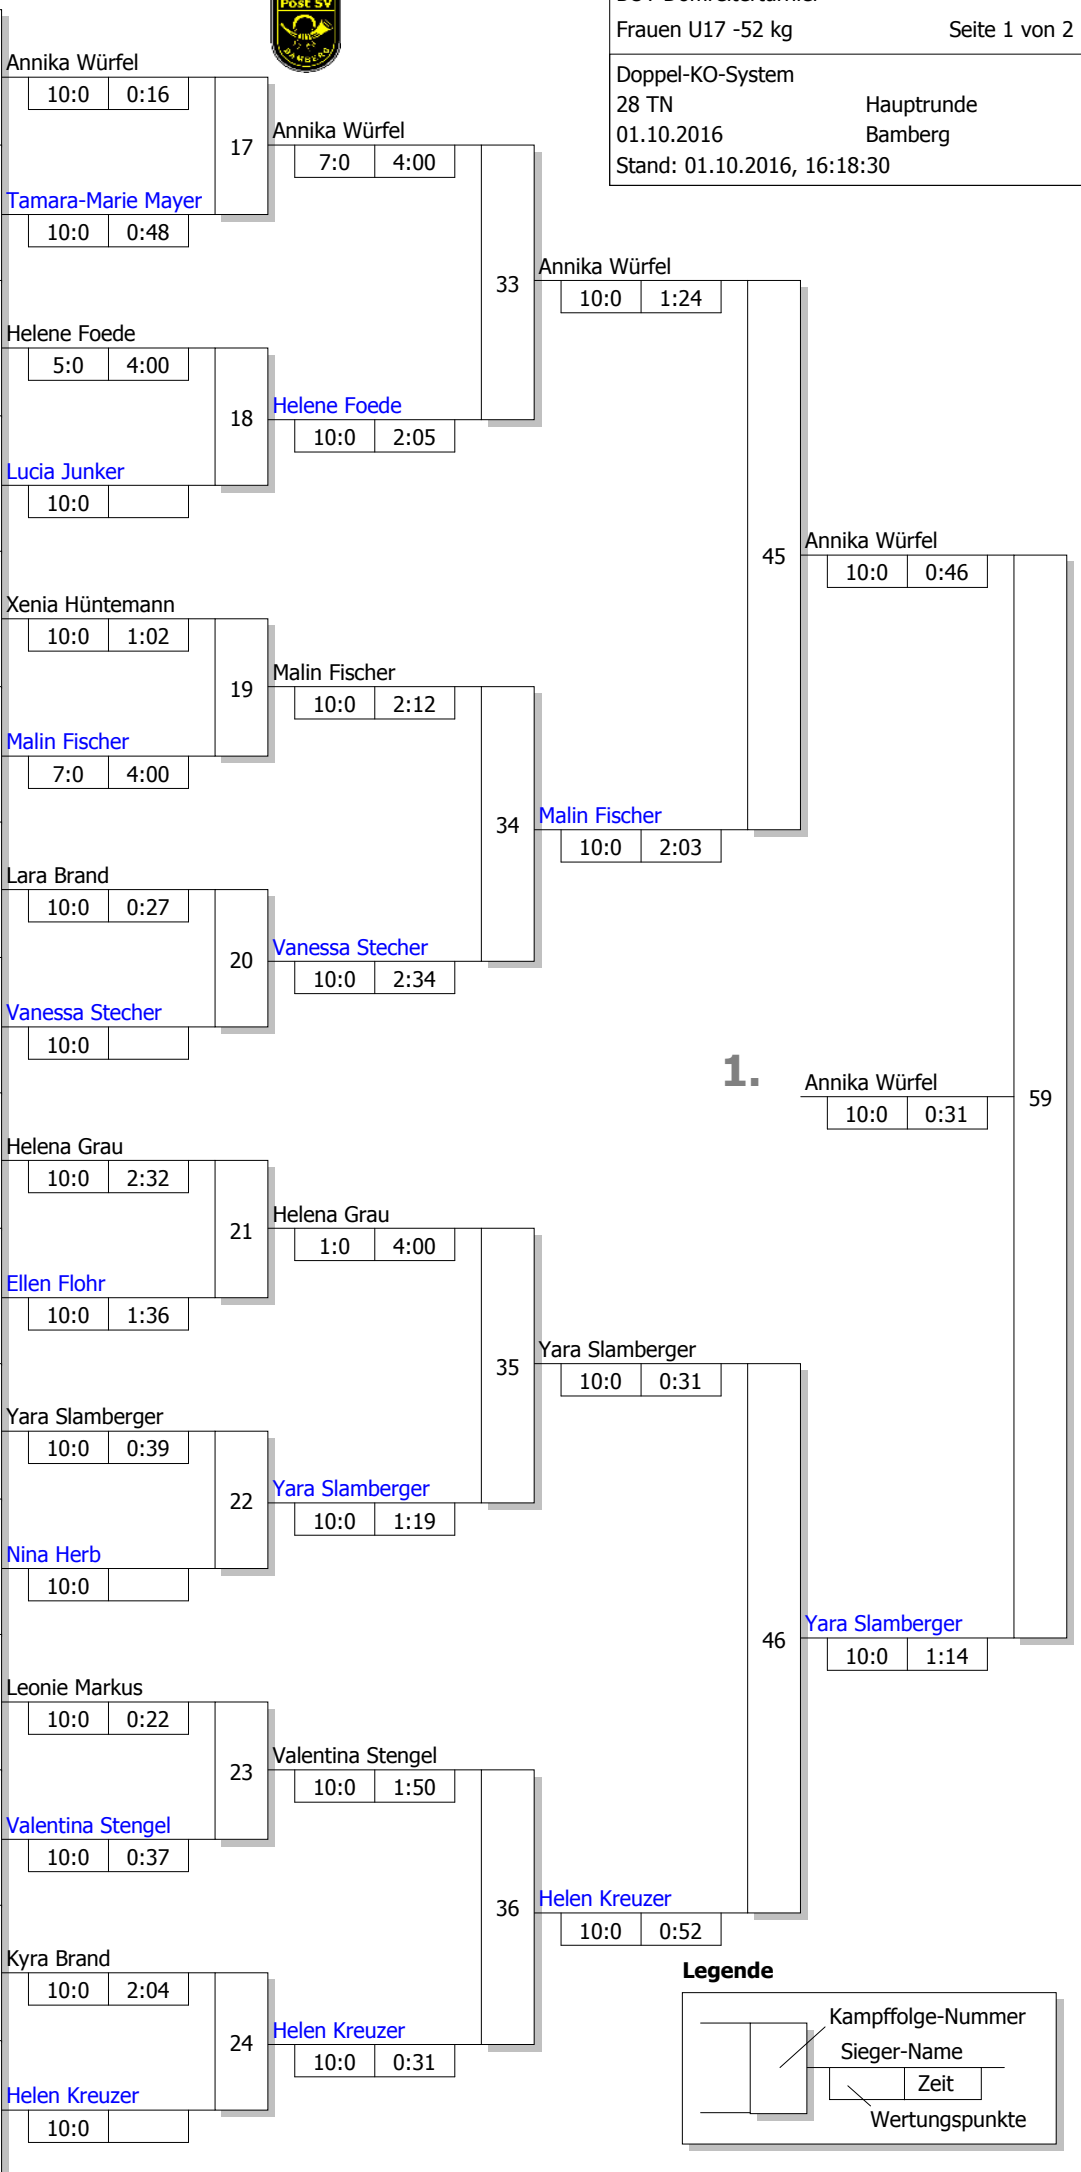 Post SV
BAMBERG
Frauen U17 -52 kg Seite 1 von 2
Doppel-KO-System
28 TN Hauptrunde
01.10.2016 Bamberg
Stand: 01.10.2016, 16:18:30
Annika Würfel
10:0 0:16
17
Annika Würfel
7:0 4:00
Tamara-Marie Mayer
10:0 0:48
33
Annika Würfel
10:0 1:24
Helene Foede
5:0 4:00
18
Helene Foede
10:0 2:05
Lucia Junker
10:0
45
Annika Würfel
10:0 0:46
Xenia Hüntemann
10:0 1:02
19
Malin Fischer
10:0 2:12
Malin Fischer
7:0 4:00
34
Malin Fischer
10:0 2:03
Lara Brand
10:0 0:27
20
Vanessa Stecher
10:0 2:34
Vanessa Stecher
10:0
1.
Annika Würfel
10:0 0:31
59
Helena Grau
10:0 2:32
21
Helena Grau
1:0 4:00
Ellen Flohr
10:0 1:36
35
Yara Slamberger
10:0 0:31
Yara Slamberger
10:0 0:39
22
Yara Slamberger
10:0 1:19
Nina Herb
10:0
46
Yara Slamberger
10:0 1:14
Leonie Markus
10:0 0:22
23
Valentina Stengel
10:0 1:50
Valentina Stengel
10:0 0:37
36
Helen Kreuzer
10:0 0:52
Kyra Brand
10:0 2:04
24
Helen Kreuzer
10:0 0:31
Helen Kreuzer
10:0
Legende
Kampffolge-Nummer
Sieger-Name
Zeit
Wertungspunkte